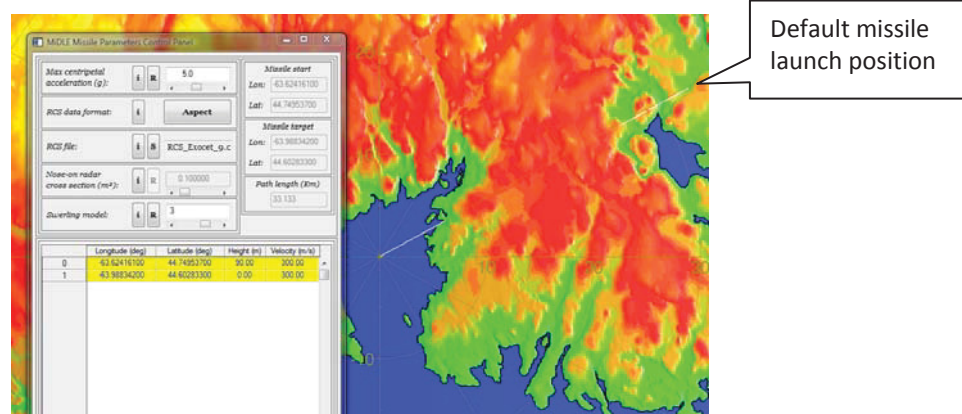 Default missile
launch position
MiDLE Missile Parameters Control Panel
Max centripetal
acceleration (g):
i R
5.0
RCS data format:
i
Aspect
RCS file:
i S
RCS_Exocet_9.c
Nose-on radar
cross section (m²):
i R
0.100000
Swerling model:
i R
3
Missile start
Lon: -63.62416100
Lat: 44.74953700
Missile target
Lon: -63.98834200
Lat: 44.60283300
Path length (Km)
33.133
Longitude (deg) Latitude (deg) Height (m) Velocity (m/s)
0 -63.62416100 44.74953700 90.00 300.00
1 -63.98834200 44.60283300 0.00 300.00
10